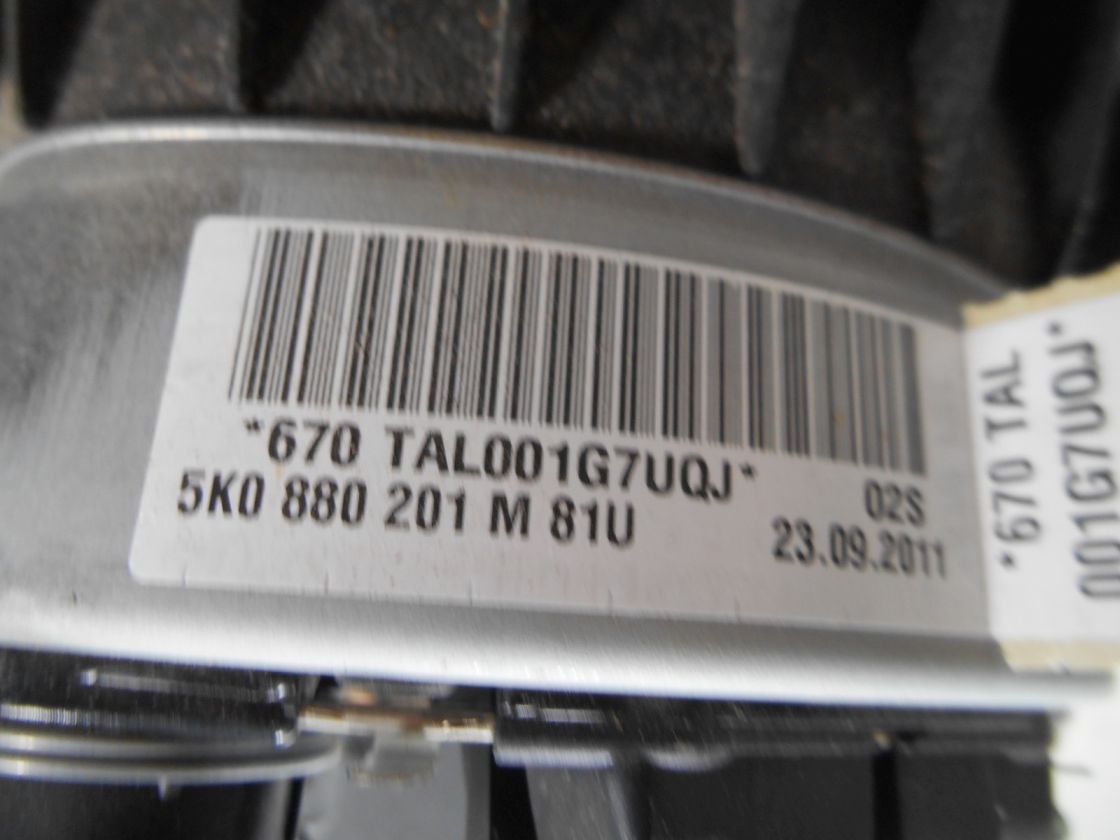 *670 TAL001G7UQJ*
5K0 880 201 M 81U
02S
23.09.2011
*670 TAL
001G7UQJ*